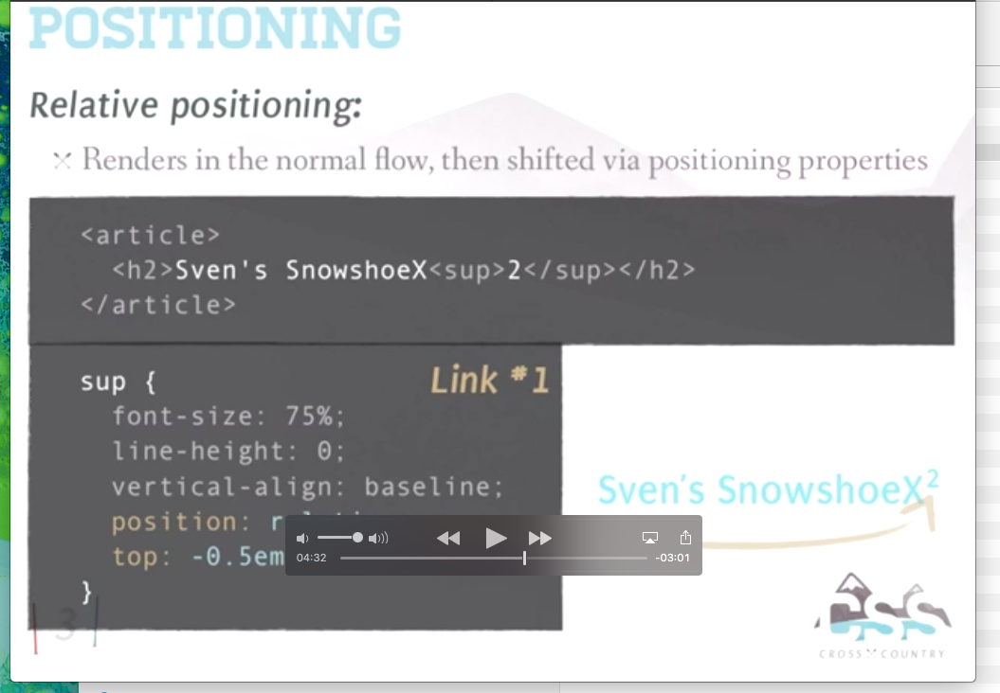 POSITIONING
Relative positioning:
Renders in the normal flow, then shifted via positioning properties
<article>
<h2>Sven's SnowshoeX<sup>2</sup></h2>
</article>
sup {
Link #1
font-size: 75%;
line-height: 0;
vertical-align: baseline;
position:
top: -0.5em
}
Sven's SnowshoeX²
04:32
-03:01
3
CROSS COUNTRY